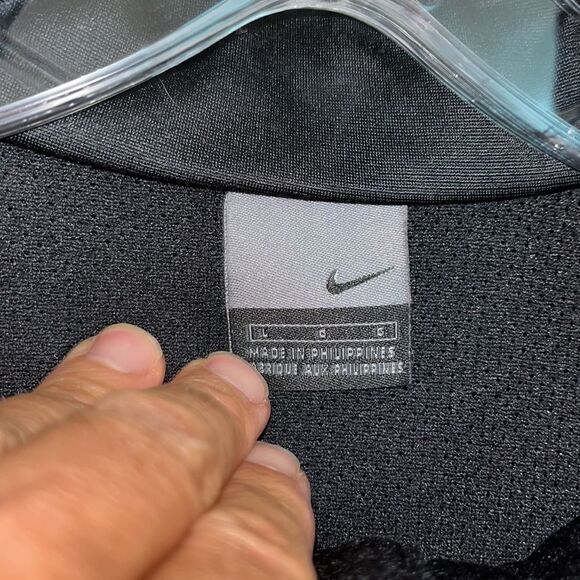 L G G
MADE IN PHILIPPINES
FABRIQUE AUX PHILIPPINES